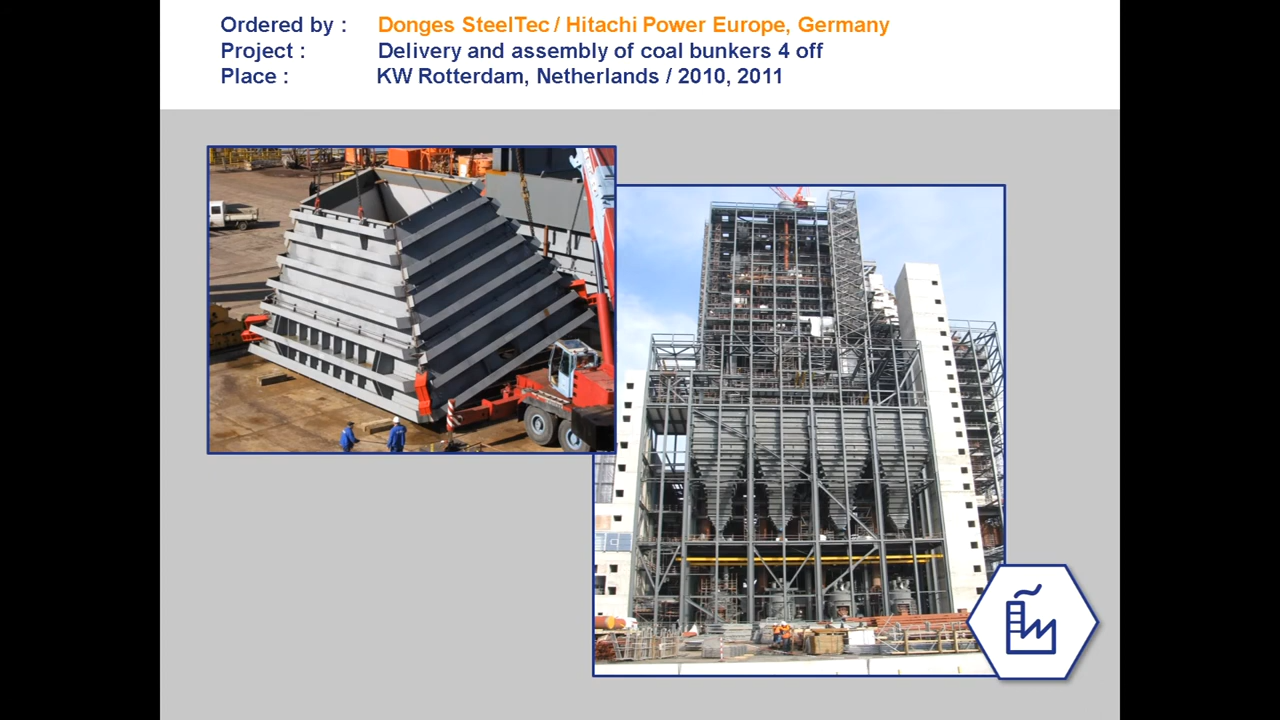 Ordered by : Donges SteelTec / Hitachi Power Europe, Germany
Project : Delivery and assembly of coal bunkers 4 off
Place : KW Rotterdam, Netherlands / 2010, 2011